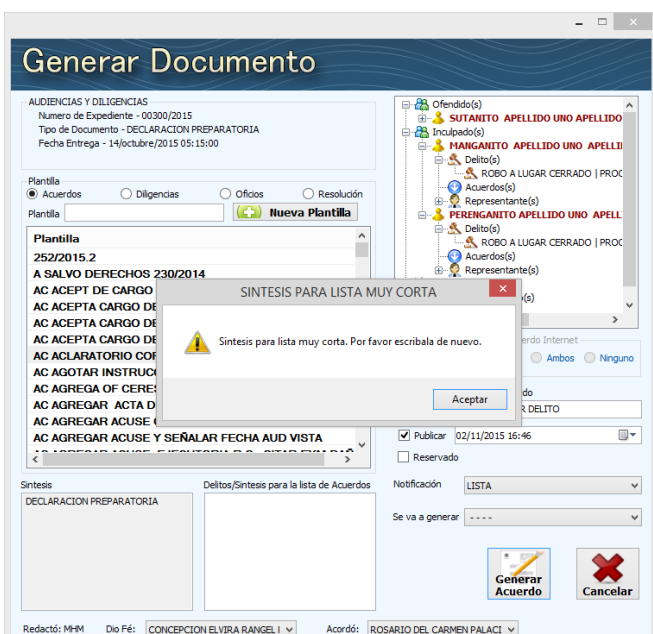 Generar Documento
AUDIENCIAS Y DILIGENCIAS
Numero de Expediente - 00300/2015
Tipo de Documento - DECLARACION PREPARATORIA
Fecha Entrega - 14/octubre/2015 05:15:00
Ofendido(s)
SUTANITO APELLIDO UNO APELLIDO
Inculpado(s)
MANGANITO APELLIDO UNO APELLI
Delito(s)
ROBO A LUGAR CERRADO | PROC
Acuerdos(s)
Representante(s)
PERENGANITO APELLIDO UNO APELL
Delito(s)
ROBO A LUGAR CERRADO | PROC
Acuerdos(s)
Representante(s)
(s)
Plantilla
Acuerdos
Diligencias
Oficios
Resolución
Plantilla
Nueva Plantilla
Plantilla
252/2015.2
A SALVO DERECHOS 230/2014
AC ACEPT DE CARGO
AC ACEPTA CARGO DE
AC ACEPTA CARGO DE
AC ACEPTA CARGO DE
AC ACLARATORIO COR
AC AGOTAR INSTRUC
AC AGREGA OF CERES
AC AGREGAR ACTA D
AC AGREGAR ACUSE
AC AGREGAR ACUSE Y SEÑALAR FECHA AUD VISTA
SINTESIS PARA LISTA MUY CORTA
Sintesis para lista muy corta. Por favor escribala de nuevo.
Aceptar
erdo Internet
Ambos
Ninguno
do
R DELITO
Publicar
02/11/2015 16:46
Reservado
Notificación
LISTA
Se va a generar
- - - -
Sintesis
DECLARACION PREPARATORIA
Delitos/Sintesis para la lista de Acuerdos
Generar
Acuerdo
Cancelar
Redactó: MHM
Dio Fé:
CONCEPCION ELVIRA RANGEL
Acordó:
ROSARIO DEL CARMEN PALACI